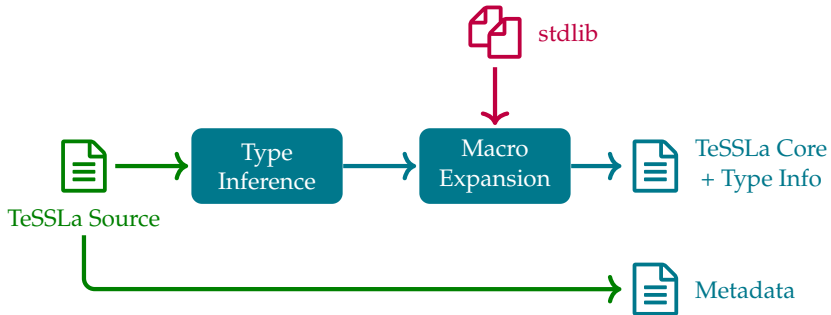 stdlib
Type
Inference
Macro
Expansion
TeSSLa Core
+ Type Info
TeSSLa Source
Metadata